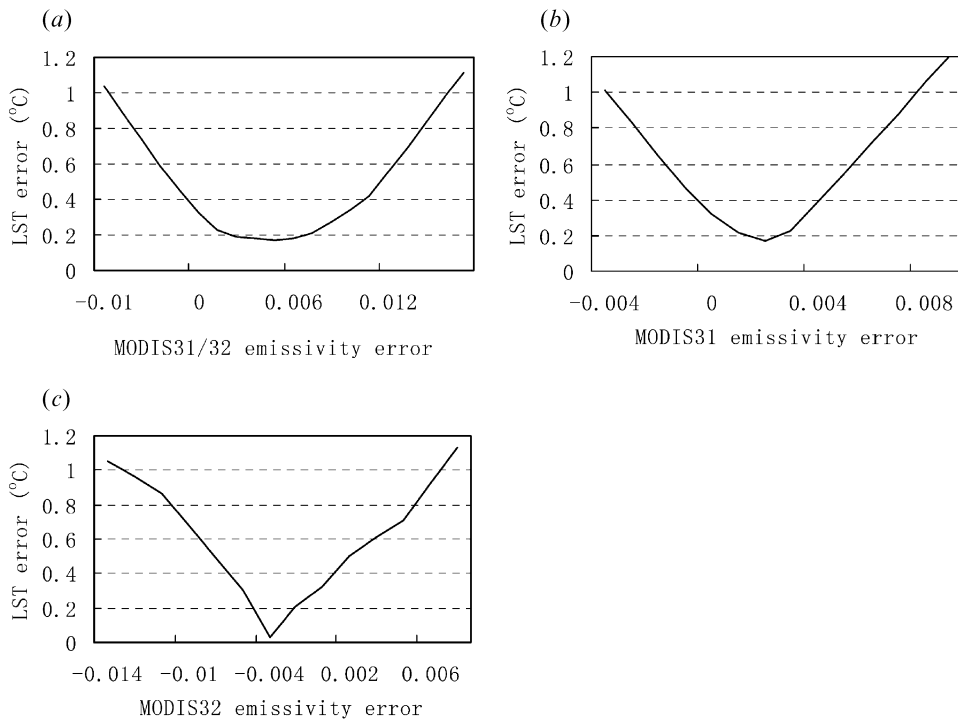 (a)
1.2
1
0.8
0.6
0.4
0.2
0
LST error (°C)
-0.01 0 0.006 0.012
MODIS31/32 emissivity error
(b)
1.2
1
0.8
0.6
0.4
0.2
0
LST error (°C)
-0.004 0 0.004 0.008
MODIS31 emissivity error
(c)
1.2
1
0.8
0.6
0.4
0.2
0
LST error (°C)
-0.014 -0.01 -0.004 0.002 0.006
MODIS32 emissivity error